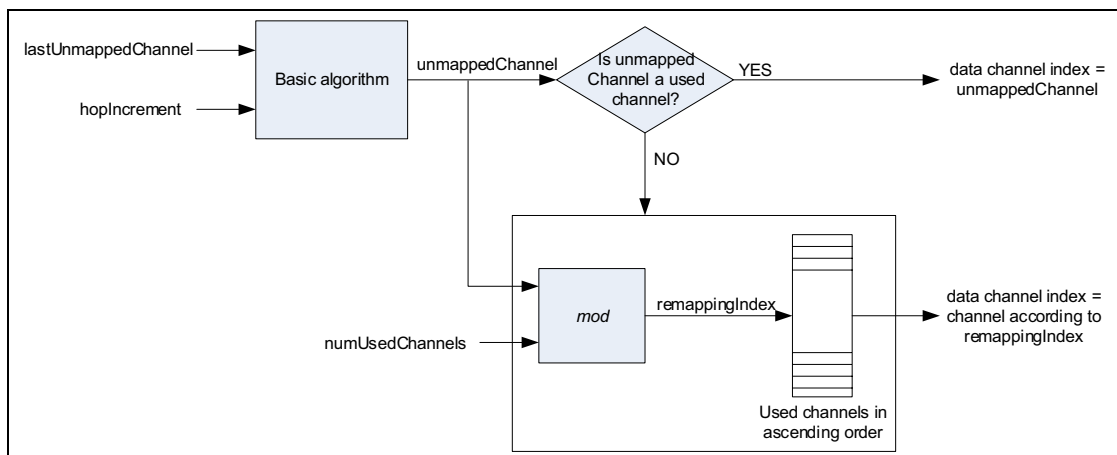 lastUnmappedChannel
hopIncrement
Basic algorithm
unmappedChannel
Is unmapped
Channel a used
channel?
YES
data channel index =
unmappedChannel
NO
mod
numUsedChannels
remappingIndex
Used channels in
ascending order
data channel index =
channel according to
remappingIndex